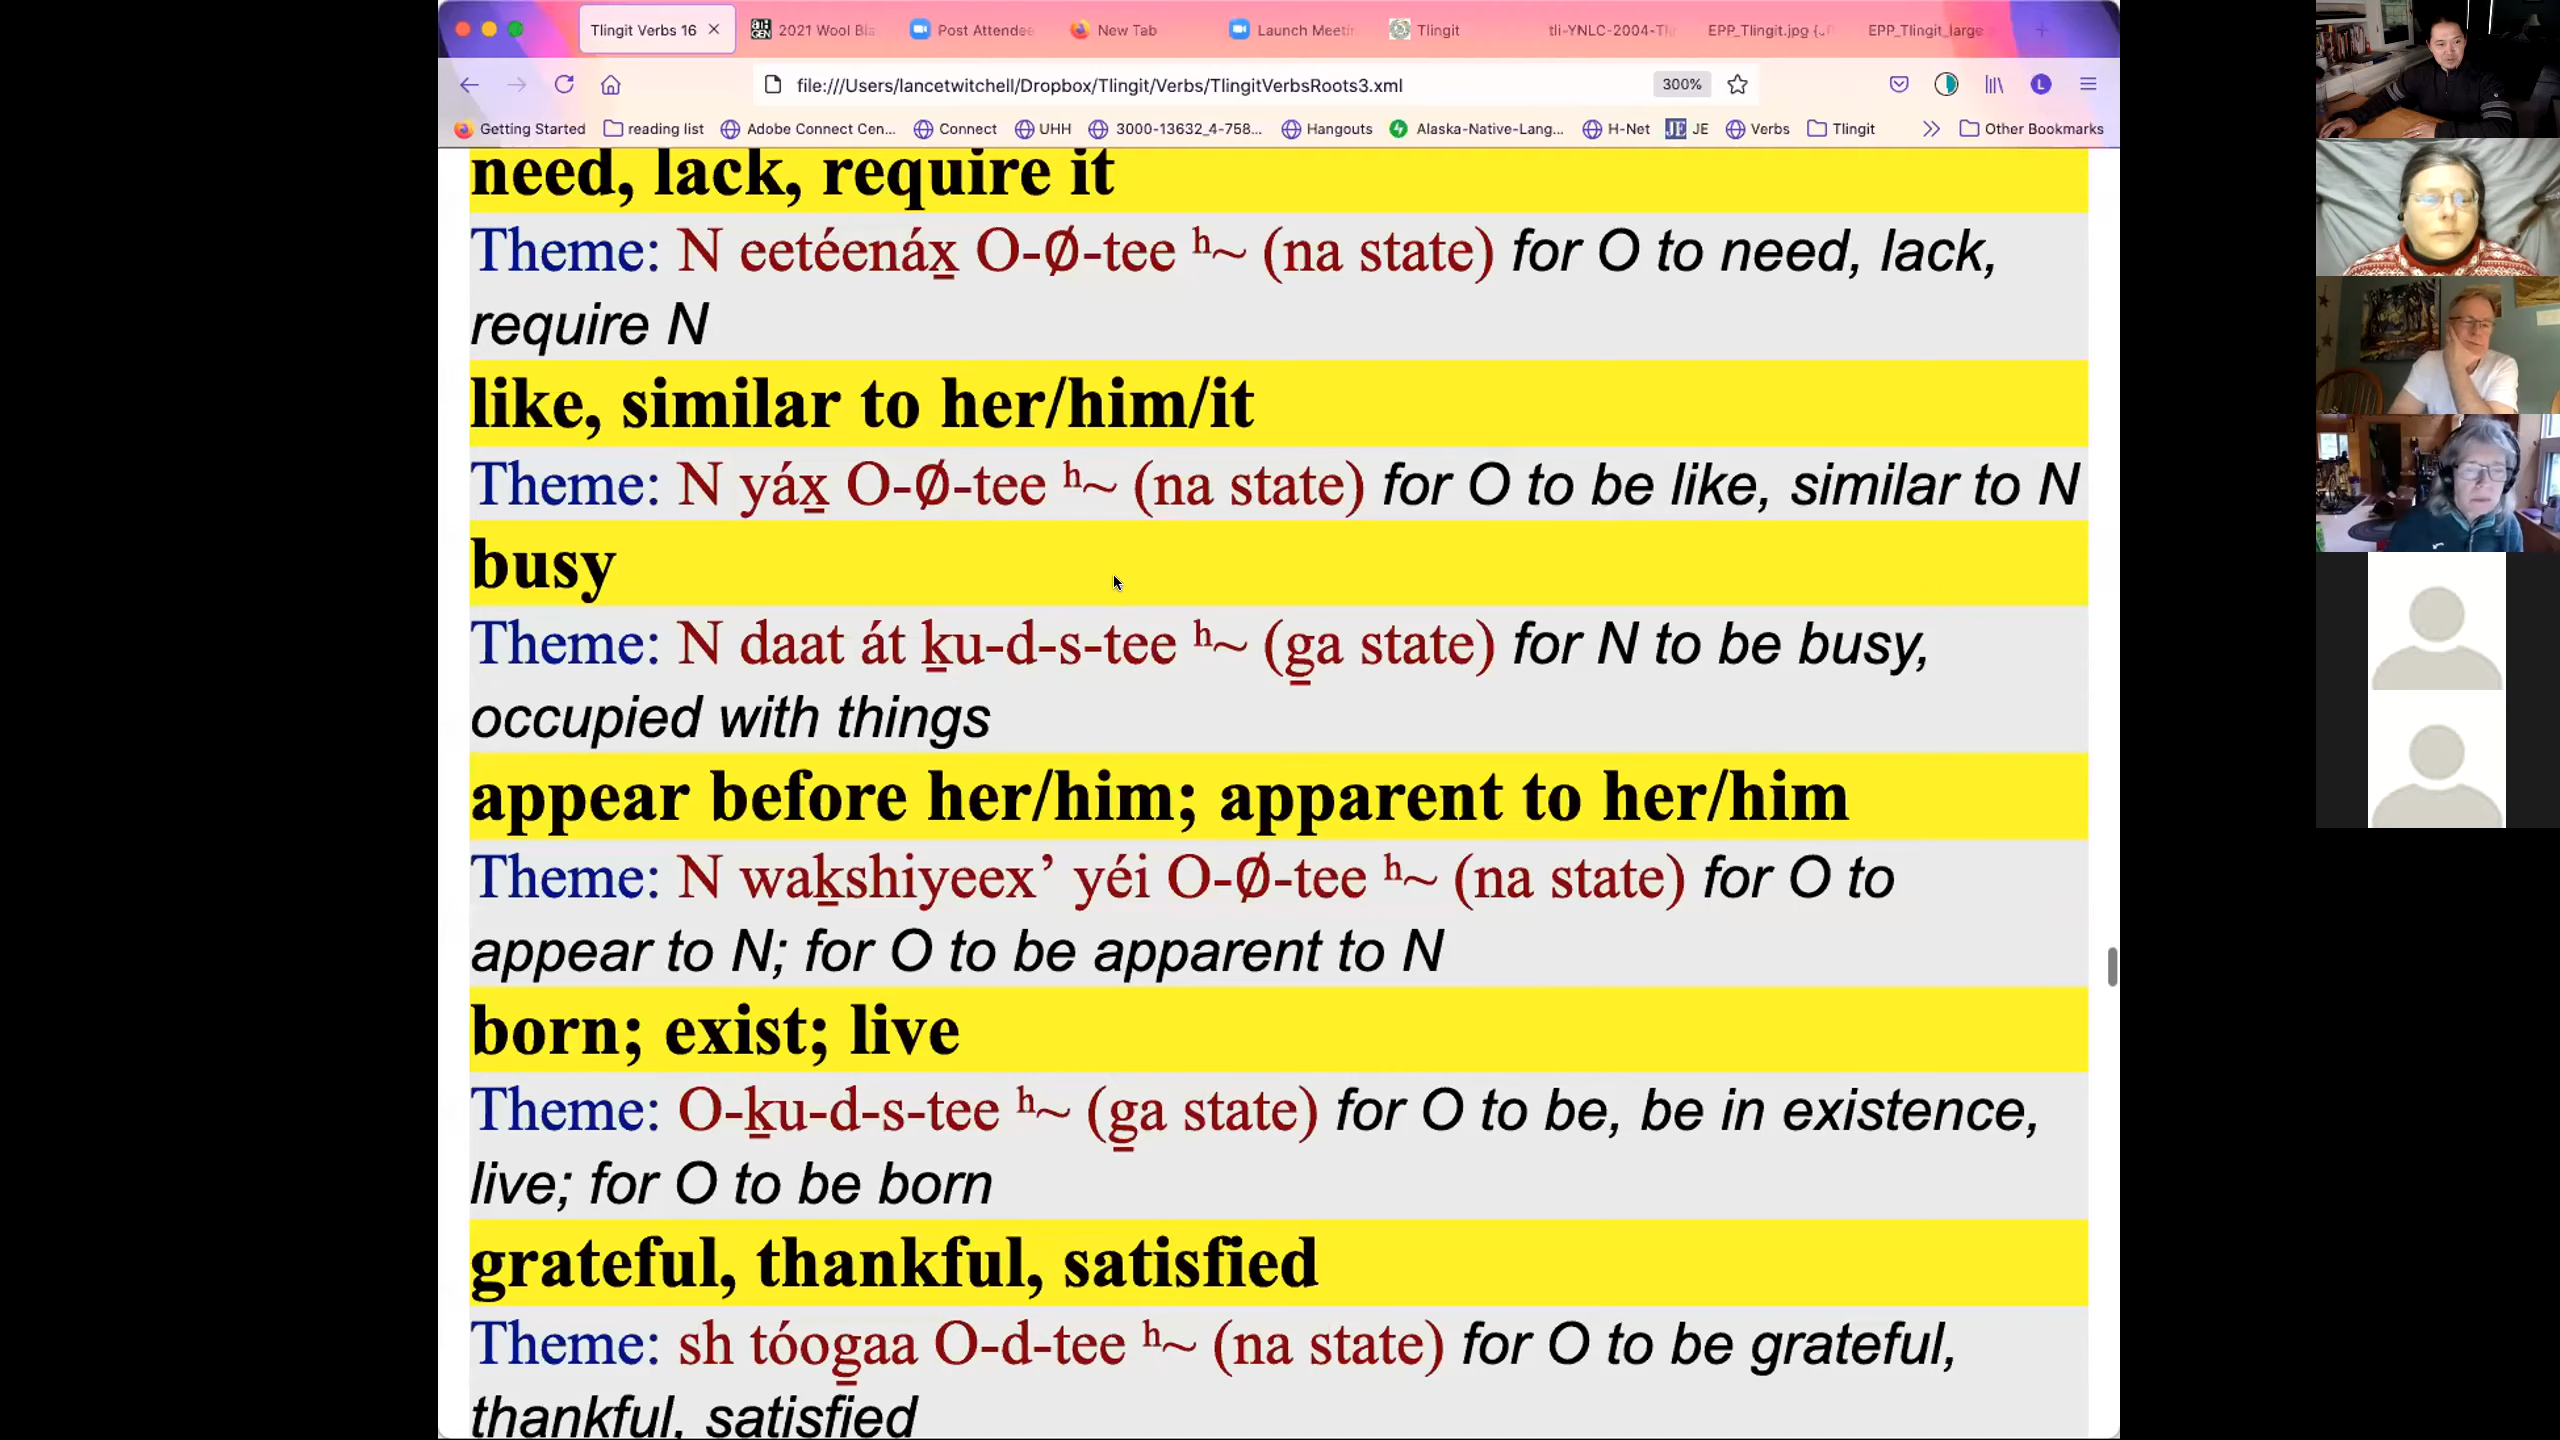 Tlingit Verbs 16
2021 Wool Bla
Post Attendee
New Tab
Launch Meeti
Tlingit
tli-YNLC-2004-Tli
EPP_Tlingit.jpg
EPP_Tlingit_large
file:///Users/lancetwitchell/Dropbox/Tlingit/Verbs/TlingitVerbsRoots3.xml
300%
L
Getting Started
reading list
Adobe Connect Cen...
Connect
UHH
3000-13632_4-758...
Hangouts
Alaska-Native-Lang...
H-Net
JE JE
Verbs
Tlingit
Other Bookmarks
need, lack, require it
Theme: N eetéenáx̲ O-Ø-tee ʰ~ (na state) for O to need, lack,
require N
like, similar to her/him/it
Theme: N yáx̲ O-Ø-tee ʰ~ (na state) for O to be like, similar to N
busy
Theme: N daat át ḵu-d-s-tee ʰ~ (g̲a state) for N to be busy,
occupied with things
appear before her/him; apparent to her/him
Theme: N waḵshiyeex’ yéi O-Ø-tee ʰ~ (na state) for O to
appear to N; for O to be apparent to N
born; exist; live
Theme: O-ḵu-d-s-tee ʰ~ (g̲a state) for O to be, be in existence,
live; for O to be born
grateful, thankful, satisfied
Theme: sh tóog̲aa O-d-tee ʰ~ (na state) for O to be grateful,
thankful, satisfied